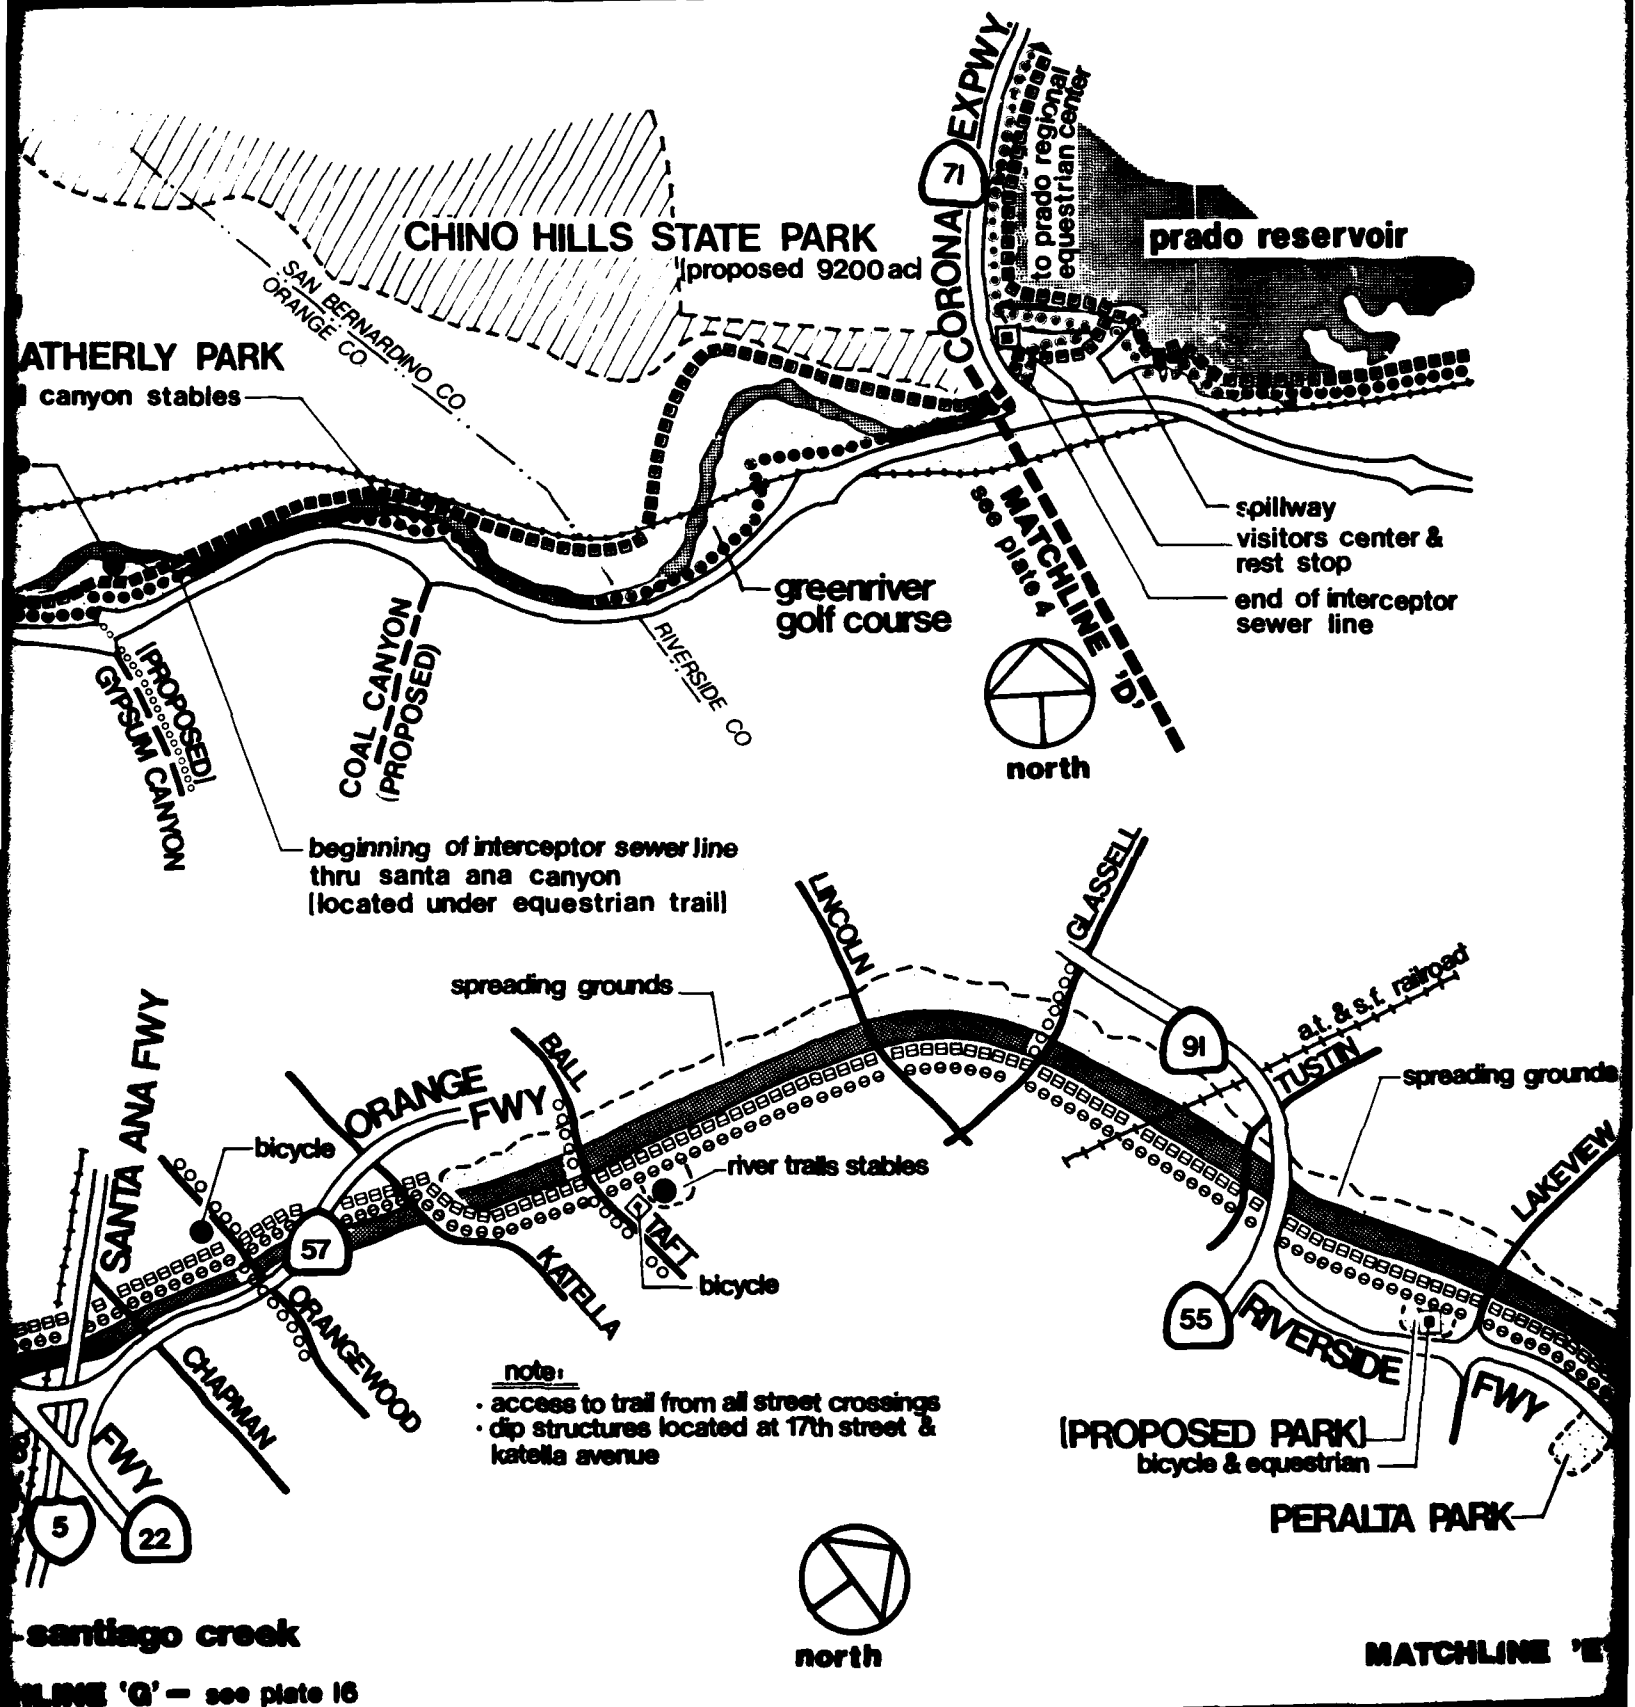 CORONA EXPWY.
71
to prado regional
equestrian center
prado reservoir
CHINO HILLS STATE PARK
(proposed 9200 ac)
SAN BERNARDINO CO.
ORANGE CO.
ATHERLY PARK
canyon stables
spillway
visitors center &
rest stop
end of interceptor
sewer line
MATCHLINE 'D'
see plate 4
greenriver
golf course
RIVERSIDE CO
north
COAL CANYON
(PROPOSED)
(PROPOSED)
GYPSUM CANYON
beginning of interceptor sewer line
thru santa ana canyon
(located under equestrian trail)
LINCOLN
GLASSELL
spreading grounds
a.t. & s.f. railroad
91
TUSTIN
spreading grounds
LAKEVIEW
SANTA ANA FWY
BALL
ORANGE
FWY
bicycle
river trails stables
57
TAFT
KATELLA
bicycle
ORANGEWOOD
CHAPMAN
55
RIVERSIDE
FWY
note:
· access to trail from all street crossings
· dip structures located at 17th street &
katella avenue
(PROPOSED PARK)
bicycle & equestrian
PERALTA PARK
FWY
5
22
north
santiago creek
MATCHLINE 'E'
LINE 'G' — see plate 16